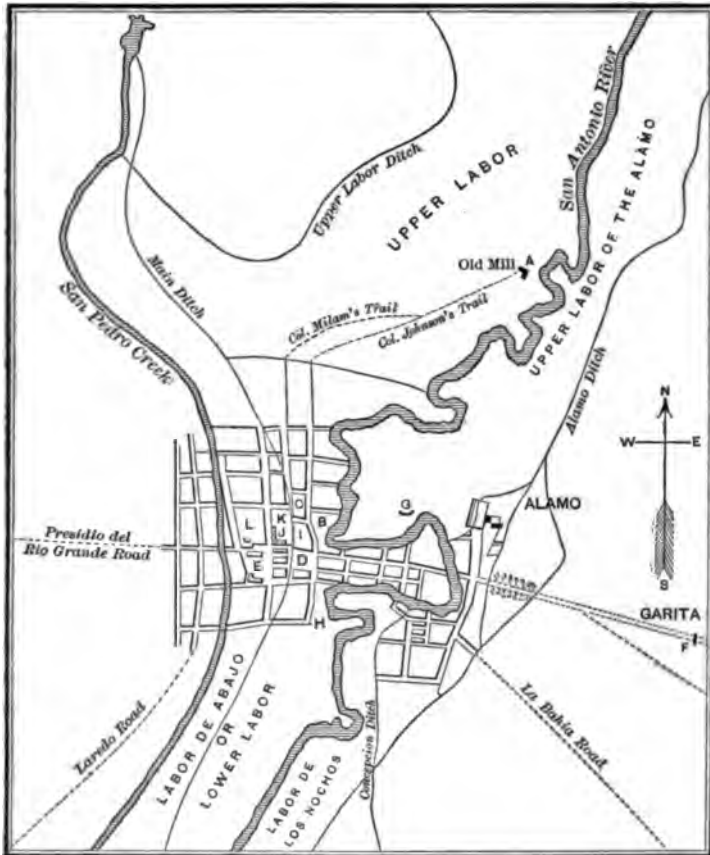 San Antonio River
Upper Labor Ditch
UPPER LABOR
UPPER LABOR OF THE ALAMO
Old Mill
A
Main Ditch
Col. Milam's Trail
Col. Johnson's Trail
San Pedro Creek
Alamo Ditch
N
W
E
S
G
ALAMO
C
L
K
B
J
I
Presidio del
Rio Grande Road
E
D
GARITA
F
H
Laredo Road
LABOR DE ABAJO
OR
LOWER LABOR
La Bahia Road
Concepcion Ditch
LABOR DE
LOS NOCHOS